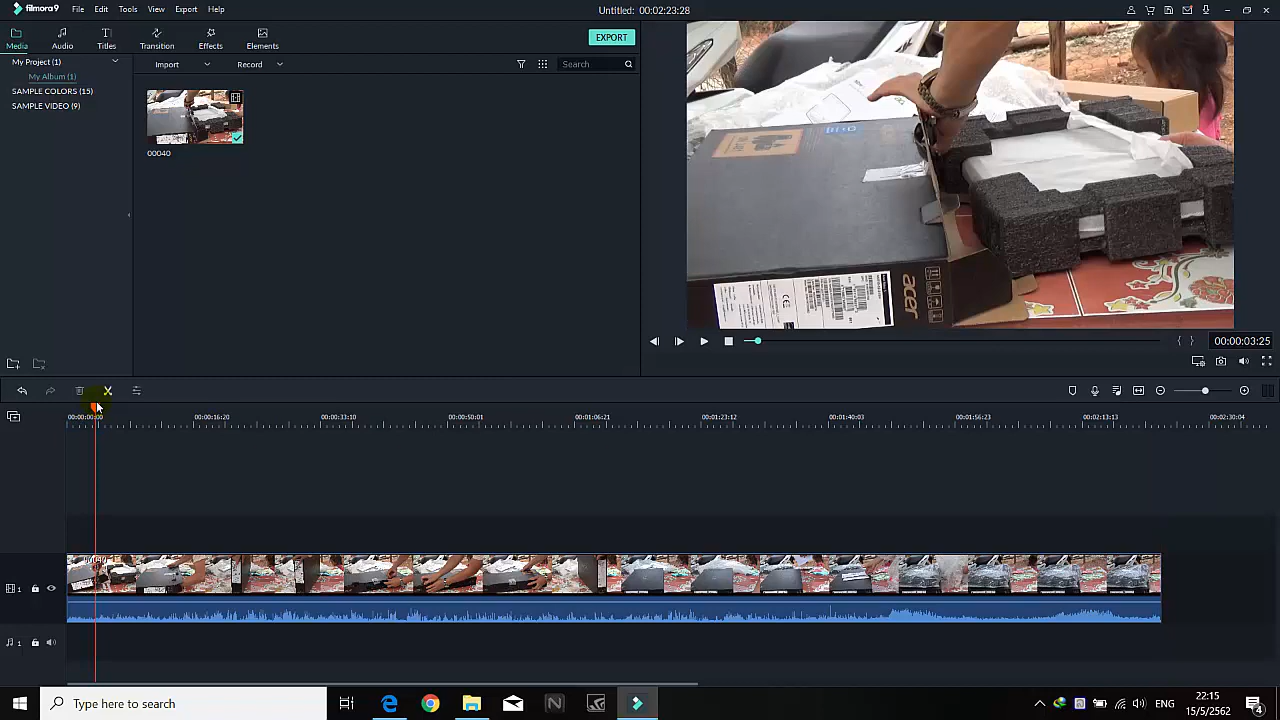 filmora9 File Edit Tools View Export Help Untitled: 00:02:23:28
Media Audio Titles Transition Effects Elements EXPORT
My Project (1) Import Record Search
My Album (1)
SAMPLE COLORS (15)
SAMPLE VIDEO (9)
00040
CE
acer
{ } 00:00:03:25
00:00:00:00 00:00:16:20 00:00:33:10 00:00:50:01 00:01:06:21 00:01:23:12 00:01:40:03 00:01:56:23 00:02:13:13 00:02:30:04
1
1
Type here to search N ENG 22:15 4
15/5/2562